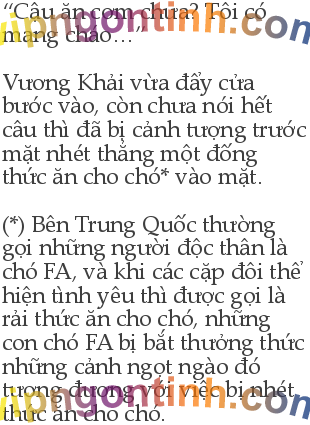 “Cậu ăn cơm chưa? Tôi có
mang cháo…”
Vương Khải vừa đẩy cửa
bước vào, còn chưa nói hết
câu thì đã bị cảnh tượng trước
mặt nhét thẳng một đống
thức ăn cho chó* vào mặt.
(*) Bên Trung Quốc thường
gọi những người độc thân là
chó FA, và khi các cặp đôi thể
hiện tình yêu thì được gọi là
rải thức ăn cho chó, những
con chó FA bị bắt thưởng thức
những cảnh ngọt ngào đó
tương đương với việc bị nhét
thức ăn cho chó.
vipngontinh.com
vipngontinh.com